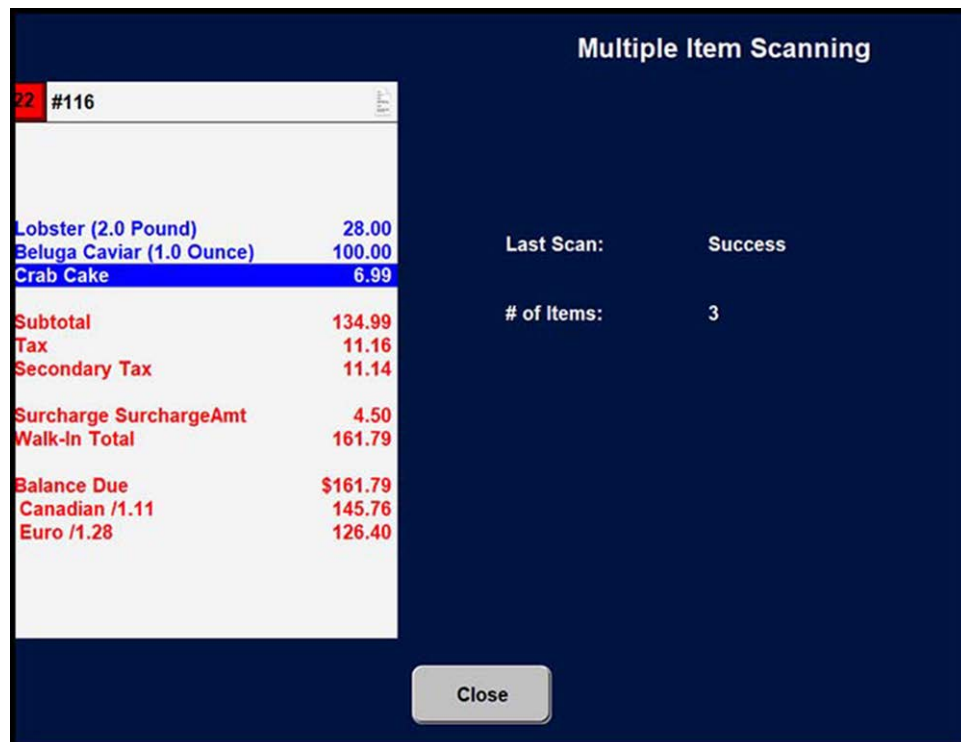 Multiple Item Scanning
22 #116
Lobster (2.0 Pound) 28.00
Beluga Caviar (1.0 Ounce) 100.00
Crab Cake 6.99
Subtotal 134.99
Tax 11.16
Secondary Tax 11.14
Surcharge SurchargeAmt 4.50
Walk-In Total 161.79
Balance Due $161.79
Canadian /1.11 145.76
Euro /1.28 126.40
Last Scan: Success
# of Items: 3
Close